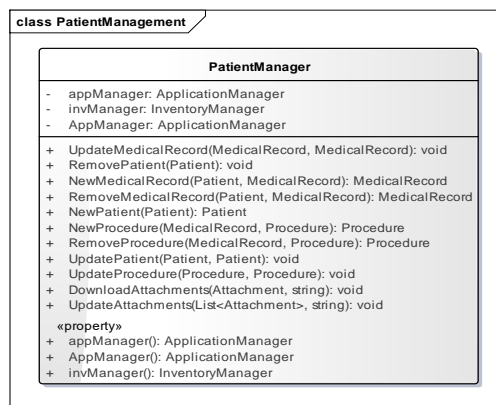 class PatientManagement
PatientManager
- appManager: ApplicationManager
- invManager: InventoryManager
- AppManager: ApplicationManager
+ UpdateMedicalRecord(MedicalRecord, MedicalRecord): void
+ RemovePatient(Patient): void
+ NewMedicalRecord(Patient, MedicalRecord): MedicalRecord
+ RemoveMedicalRecord(Patient, MedicalRecord): MedicalRecord
+ NewPatient(Patient): Patient
+ NewProcedure(MedicalRecord, Procedure): Procedure
+ RemoveProcedure(MedicalRecord, Procedure): Procedure
+ UpdatePatient(Patient, Patient): void
+ UpdateProcedure(Procedure, Procedure): void
+ DownloadAttachments(Attachment, string): void
+ UpdateAttachments(List<Attachment>, string): void
«property»
+ appManager(): ApplicationManager
+ AppManager(): ApplicationManager
+ invManager(): InventoryManager